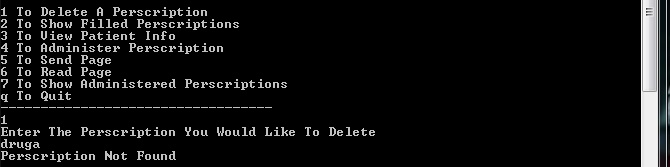 1 To Delete A Perscription
2 To Show Filled Perscriptions
3 To View Patient Info
4 To Administer Perscription
5 To Send Page
6 To Read Page
7 To Show Administered Perscriptions
q To Quit
----------------------------------
1
Enter The Perscription You Would Like To Delete
druga
Perscription Not Found